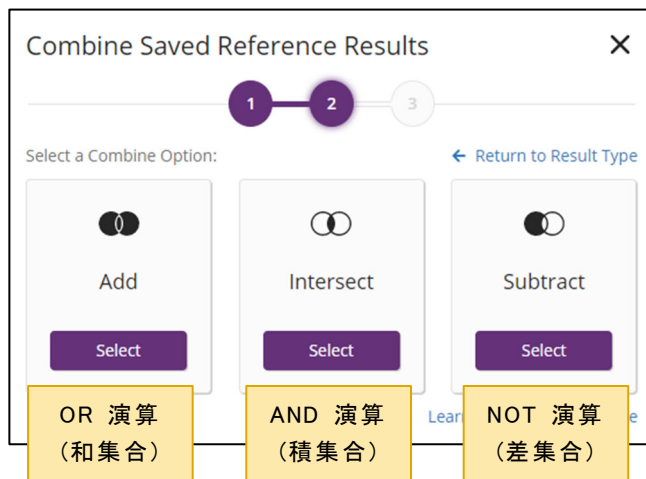 Combine Saved Reference Results
1 2 3
Select a Combine Option:
← Return to Result Type
Add Intersect Subtract
Select Select Select
OR 演算 AND 演算 NOT 演算
(和集合) (積集合) (差集合)